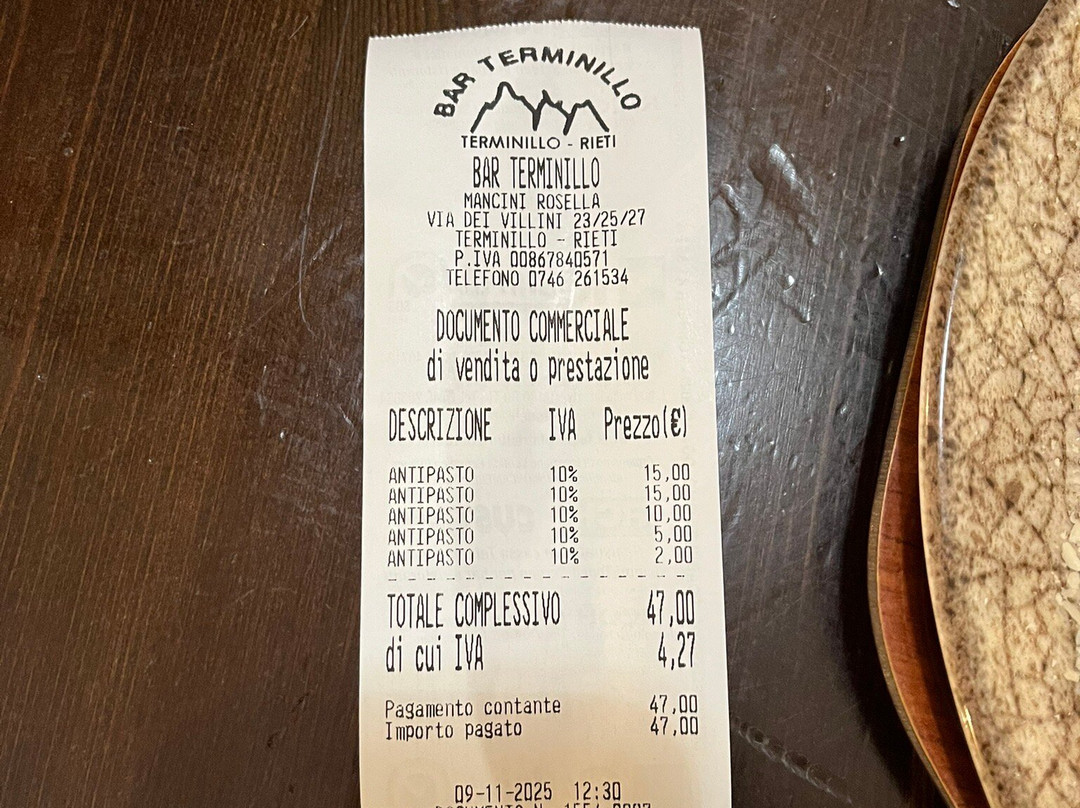 BAR TERMINILLO
TERMINILLO - RIETI
BAR TERMINILLO
MANCINI ROSELLA
VIA DEI VILLINI 23/25/27
TERMINILLO - RIETI
P.IVA 00867840571
TELEFONO 0746 261534
DOCUMENTO COMMERCIALE
di vendita o prestazione
DESCRIZIONE IVA Prezzo(€)
ANTIPASTO 10% 15,00
ANTIPASTO 10% 15,00
ANTIPASTO 10% 10,00
ANTIPASTO 10% 5,00
ANTIPASTO 10% 2,00
TOTALE COMPLESSIVO 47,00
di cui IVA 4,27
Pagamento contante 47,00
Importo pagato 47,00
09-11-2025 12:30
DOCUMENTO N.